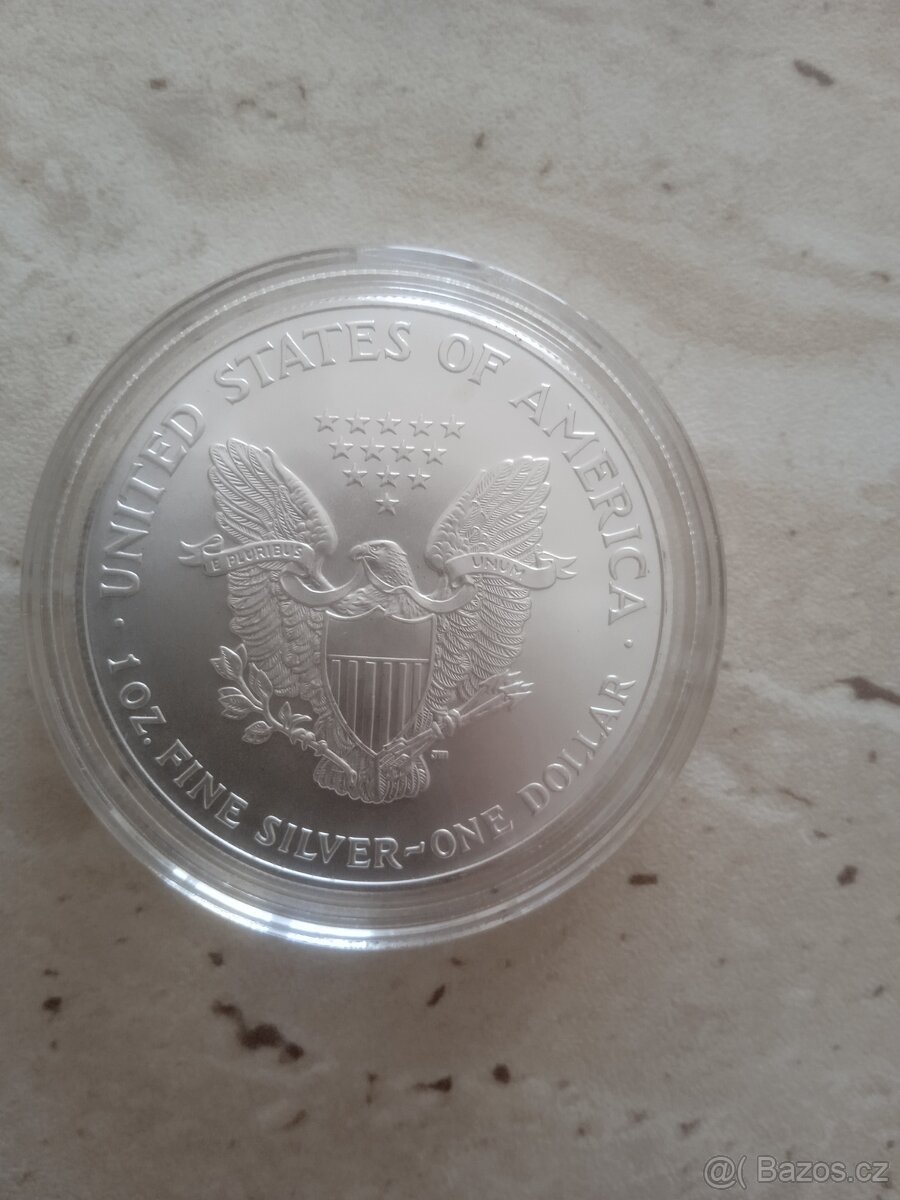 UNITED STATES OF AMERICA
E PLURIBUS UNUM
1 OZ. FINE SILVER~ONE DOLLAR
@( Bazos.cz